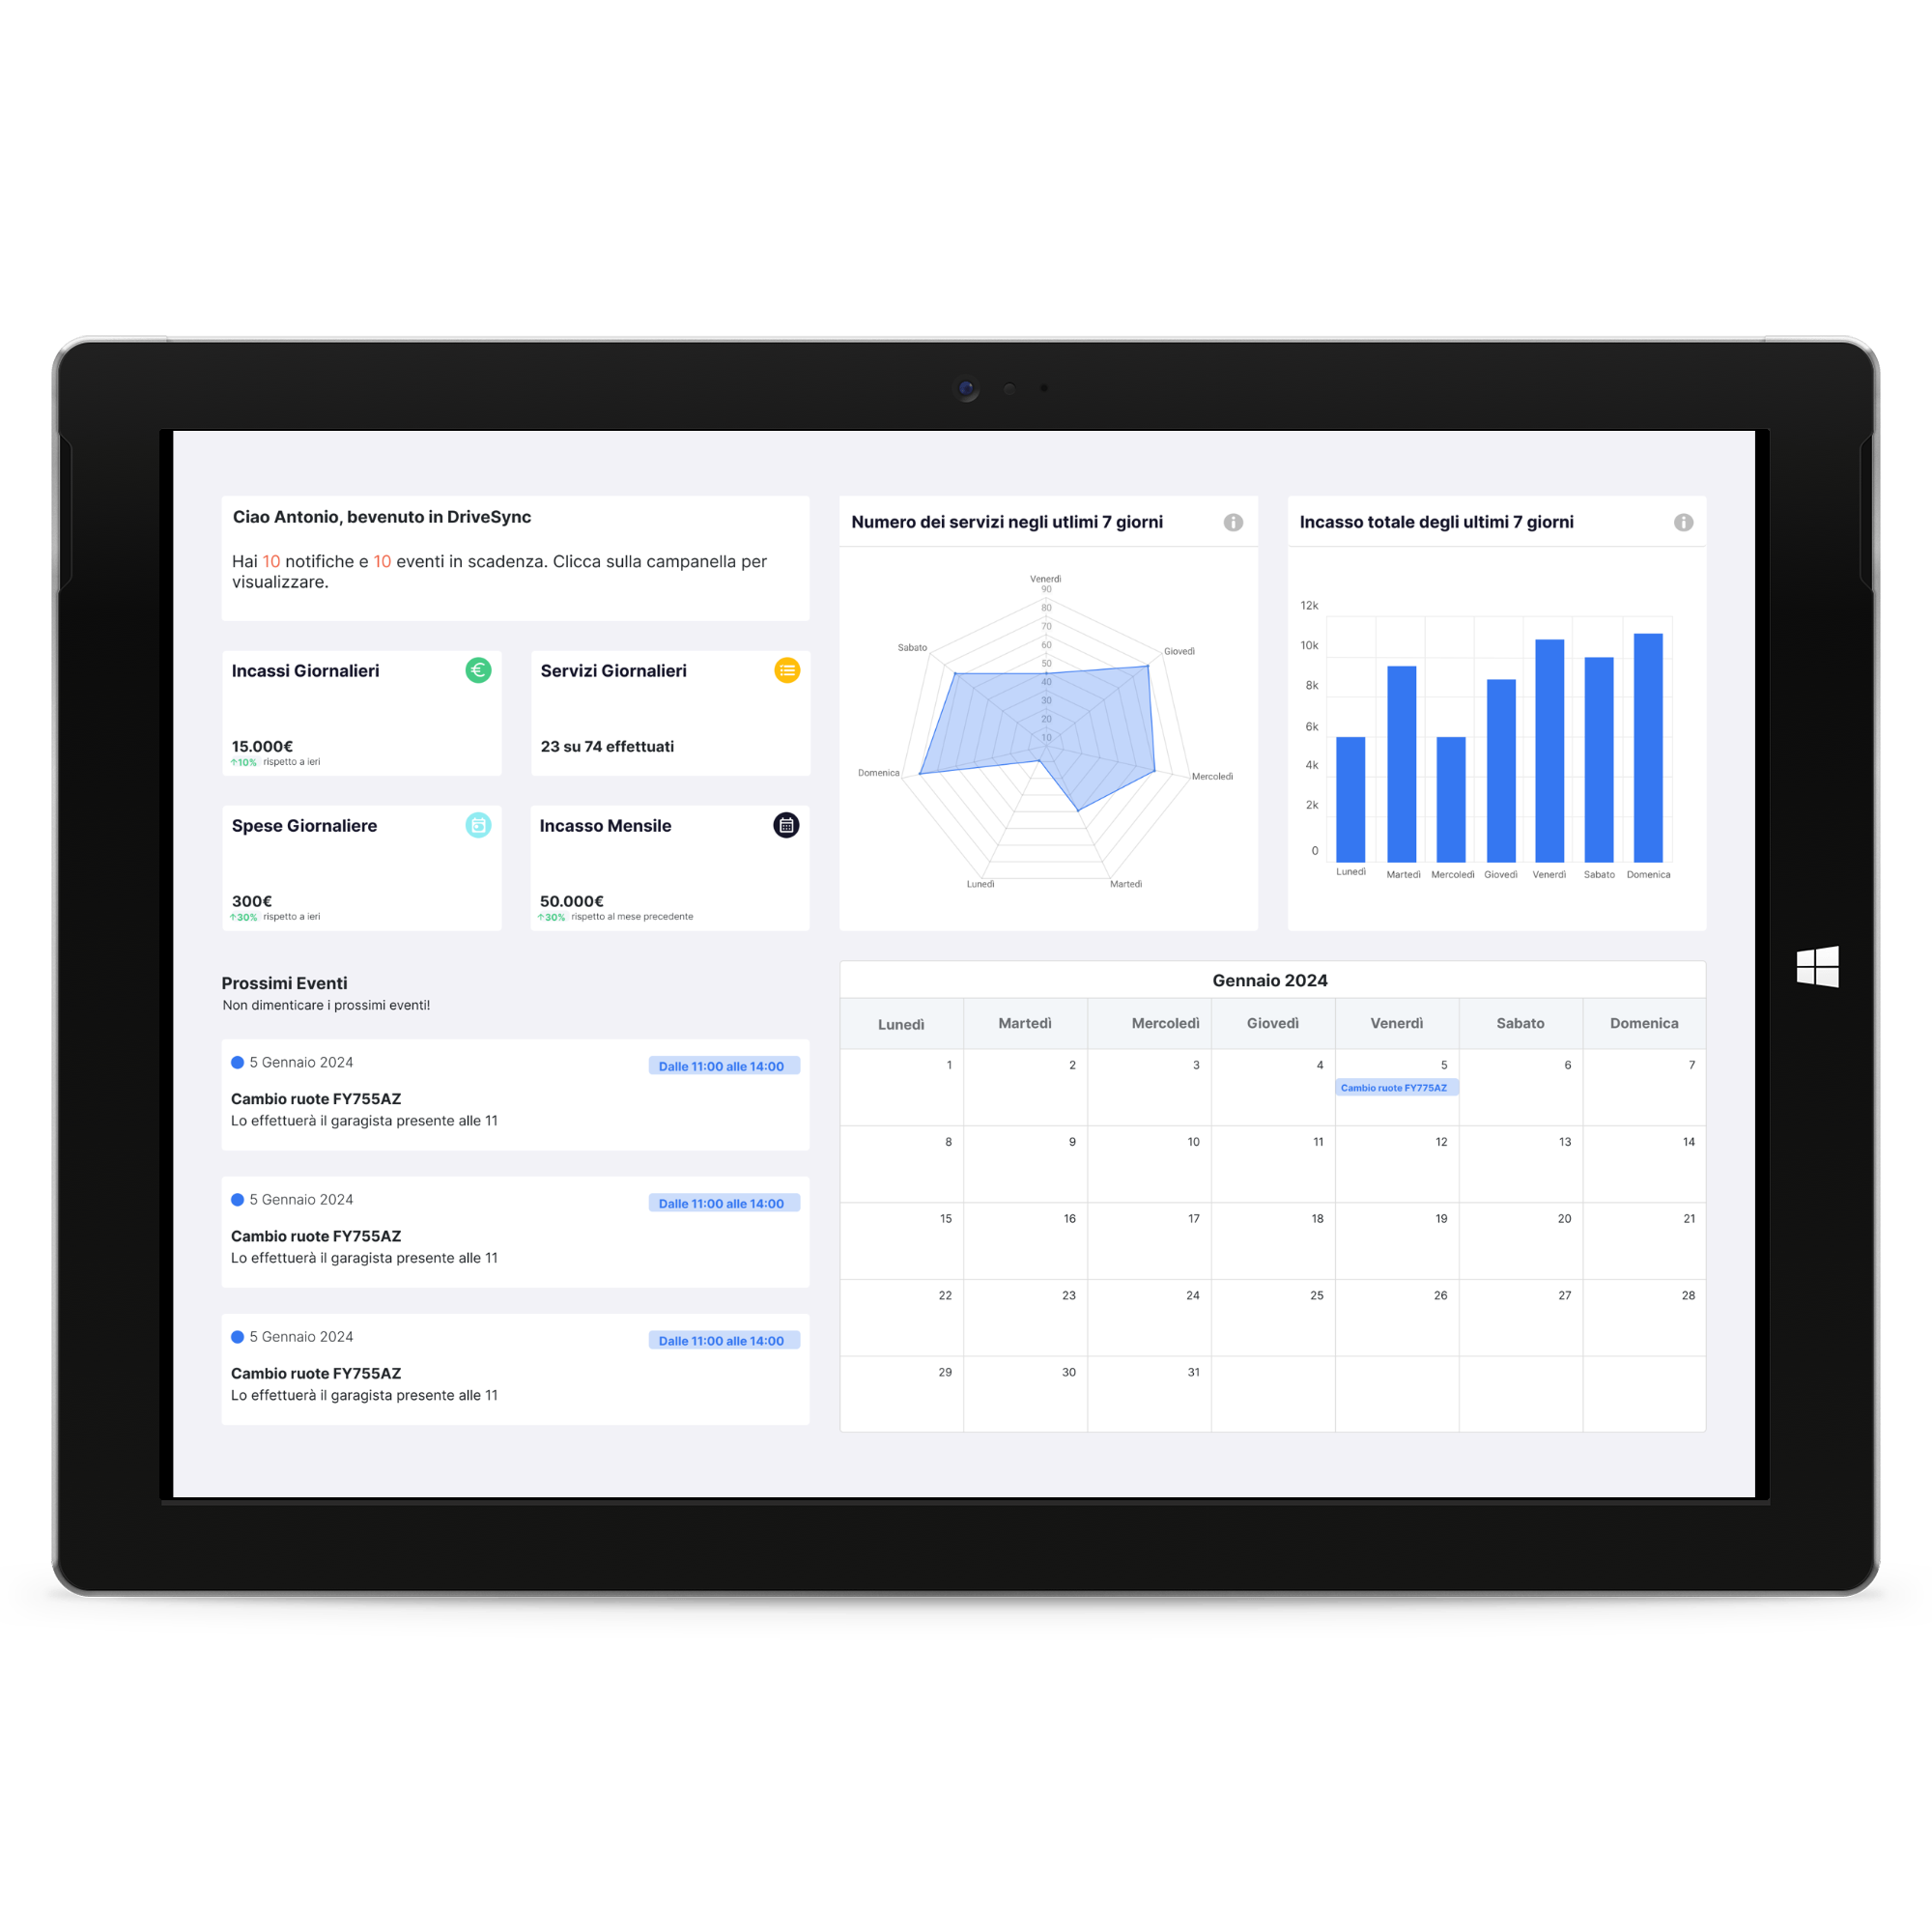 Ciao Antonio, bevenuto in DriveSync
Hai 10 notifiche e 10 eventi in scadenza. Clicca sulla campanella per
visualizzare.
Incassi Giornalieri
15.000€
↑10% rispetto a ieri
Servizi Giornalieri
23 su 74 effettuati
Spese Giornaliere
300€
↑30% rispetto a ieri
Incasso Mensile
50.000€
↑30% rispetto al mese precedente
Numero dei servizi negli utlimi 7 giorni
Venerdì
90
80
70
60
50
40
30
20
10
Sabato
Giovedì
Domenica
Mercoledì
Lunedì
Martedì
Incasso totale degli ultimi 7 giorni
12k
10k
8k
6k
4k
2k
0
Lunedì Martedì Mercoledì Giovedì Venerdì Sabato Domenica
Prossimi Eventi
Non dimenticare i prossimi eventi!
5 Gennaio 2024
Dalle 11:00 alle 14:00
Cambio ruote FY755AZ
Lo effettuerà il garagista presente alle 11
5 Gennaio 2024
Dalle 11:00 alle 14:00
Cambio ruote FY755AZ
Lo effettuerà il garagista presente alle 11
5 Gennaio 2024
Dalle 11:00 alle 14:00
Cambio ruote FY755AZ
Lo effettuerà il garagista presente alle 11
Gennaio 2024
Lunedì Martedì Mercoledì Giovedì Venerdì Sabato Domenica
1 2 3 4 5 6 7
Cambio ruote FY775AZ
8 9 10 11 12 13 14
15 16 17 18 19 20 21
22 23 24 25 26 27 28
29 30 31